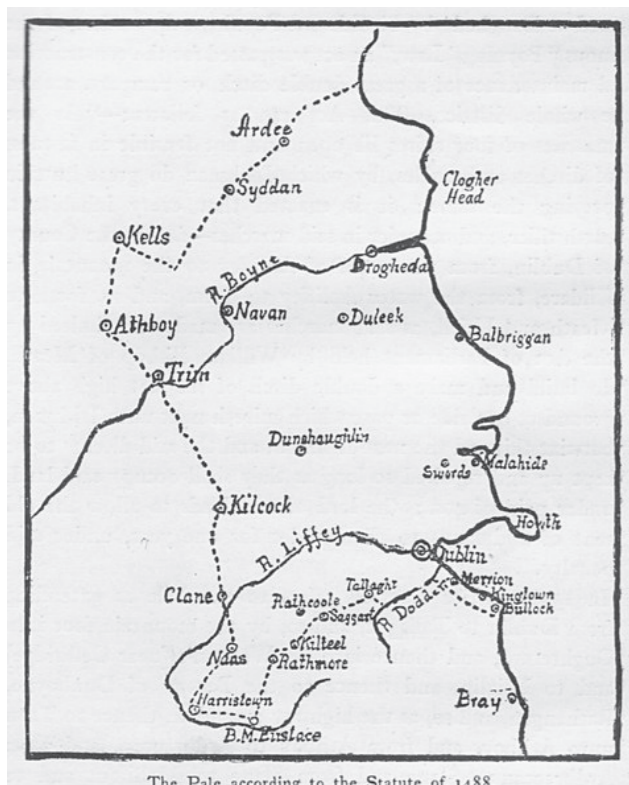 Ardee
Clogher
Head
Syddan
Kells
Drogheda
R. Boyne
Navan
Duleek
Athboy
Balbriggan
Trim
Dunshaughlin
Swords
Malahide
Kilcock
Howth
R. Liffey
Dublin
Tallaght
Merrion
Clane
Rathcoole
R. Dodder
Kingtown
Saggart
Bullock
Naas
Kilteel
Rathmore
Harristown
Bray
B.M. Eustace
The Pale according to the Statute of 1488